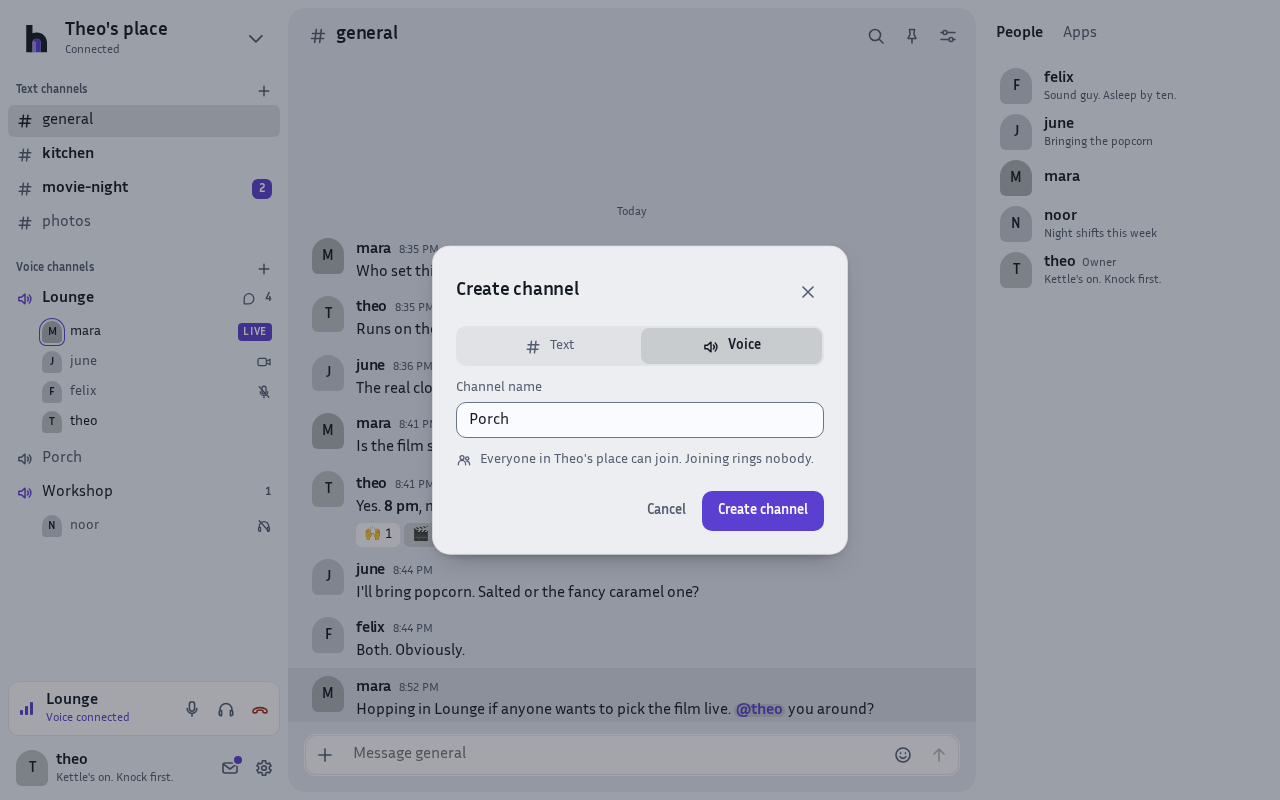 Theo's place
Connected
Text channels
general
kitchen
movie-night
2
photos
Voice channels
Lounge
4
M
mara
LIVE
J
june
F
felix
T
theo
Porch
Workshop
1
N
noor
Lounge
Voice connected
T
theo
Kettle's on. Knock first.
general
Today
M
mara 8:35 PM
Who set thi
T
theo 8:35 PM
Runs on the
J
june 8:36 PM
The real clo
M
mara 8:41 PM
Is the film s
T
theo 8:41 PM
Yes. 8 pm, n
🙌 1 🎬
J
june 8:44 PM
I'll bring popcorn. Salted or the fancy caramel one?
F
felix 8:44 PM
Both. Obviously.
M
mara 8:52 PM
Hopping in Lounge if anyone wants to pick the film live. @theo you around?
Message general
Create channel
Text
Voice
Channel name
Porch
Everyone in Theo's place can join. Joining rings nobody.
Cancel
Create channel
People Apps
F
felix
Sound guy. Asleep by ten.
J
june
Bringing the popcorn
M
mara
N
noor
Night shifts this week
T
theo Owner
Kettle's on. Knock first.